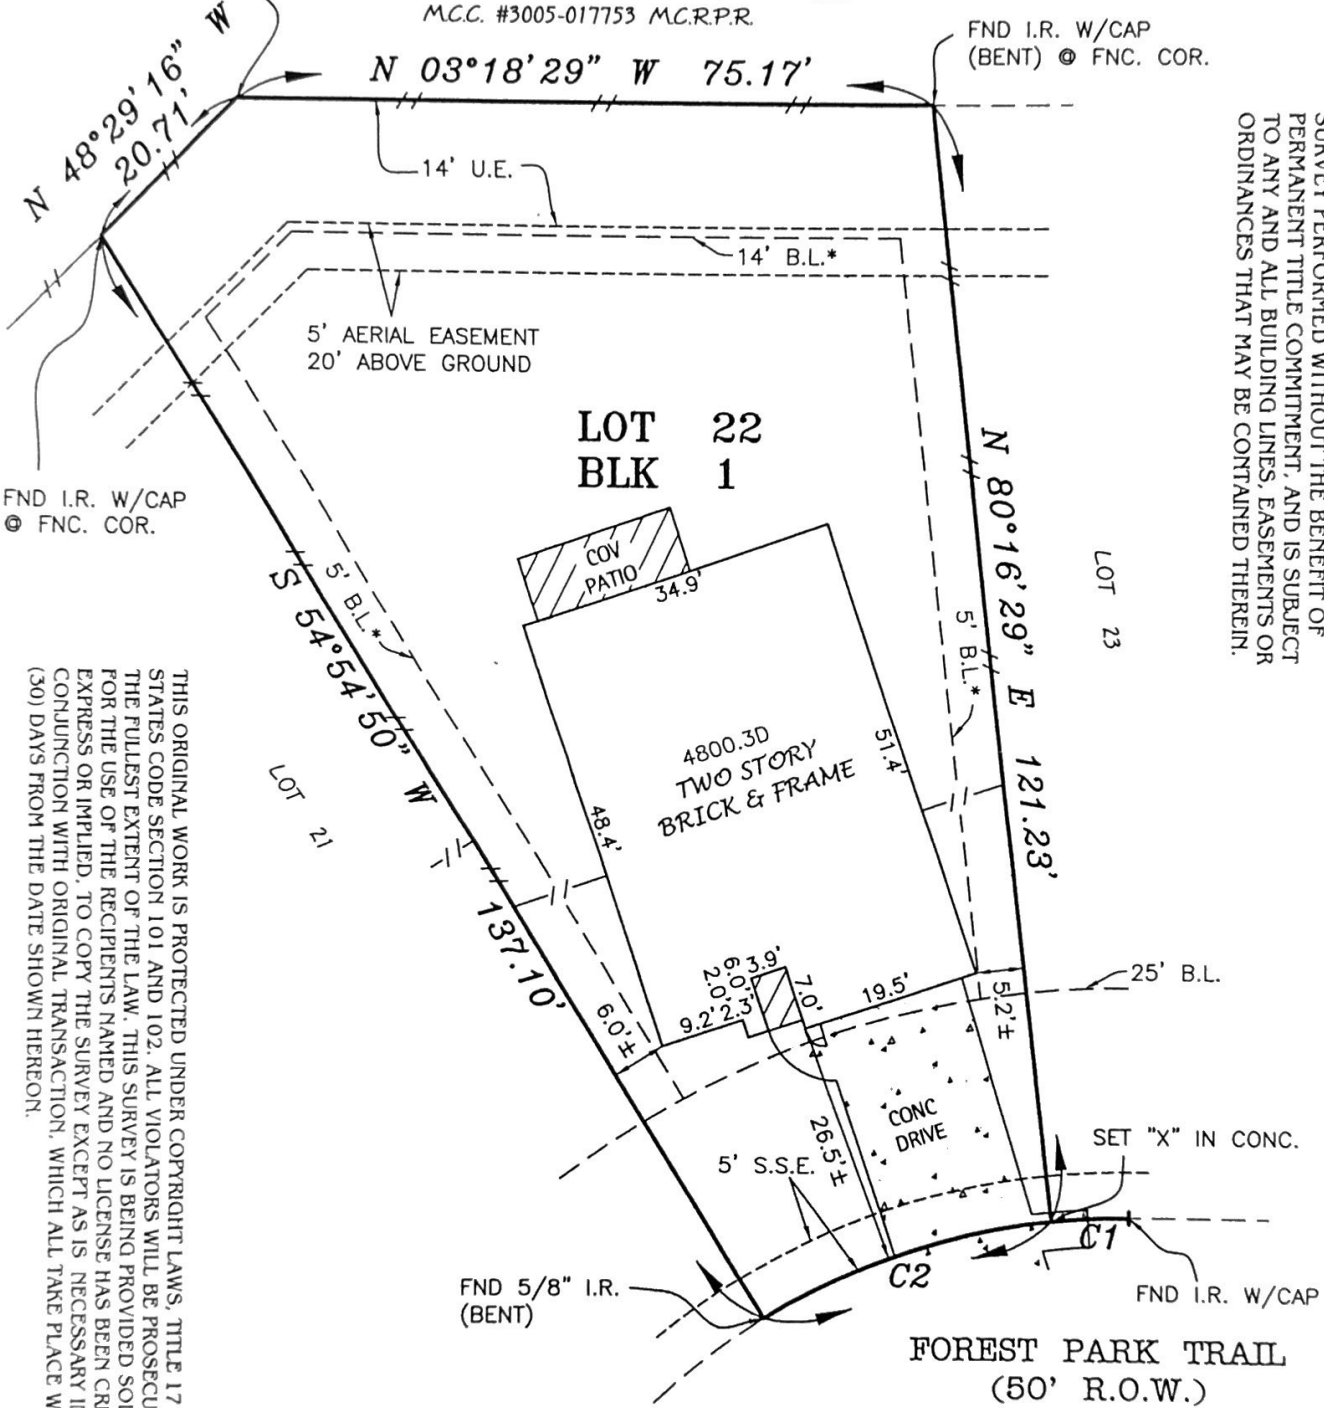 M.C.C. #3005-017753 M.C.R.P.R.
N 03°18'29" W 75.17'
FND I.R. W/CAP
(BENT) @ FNC. COR.
N 48°29'16" W
20.71'
14' U.E.
14' B.L.*
5' AERIAL EASEMENT
20' ABOVE GROUND
LOT 22
BLK 1
FND I.R. W/CAP
@ FNC. COR.
SURVEY PERFORMED WITHOUT THE BENEFIT OF
PERMANENT TITLE COMMITMENT, AND IS SUBJECT
TO ANY AND ALL BUILDING LINES, EASEMENTS OR
ORDINANCES THAT MAY BE CONTAINED THEREIN.
N 80°16'29" E 121.23'
LOT 23
COV
PATIO
34.9'
5' B.L.*
S 54°54'50" W 137.10'
5' B.L.*
LOT 21
4800.3D
TWO STORY
BRICK & FRAME
51.4'
48.4'
3.9'
6.0'
2.0'
7.0'
9.2'
2.3'
19.5'
6.0'±
5.2'±
25' B.L.
CONC
DRIVE
26.5'±
5' S.S.E.
SET "X" IN CONC.
C1
C2
FND 5/8" I.R.
(BENT)
FND I.R. W/CAP
FOREST PARK TRAIL
(50' R.O.W.)
THIS ORIGINAL WORK IS PROTECTED UNDER COPYRIGHT LAWS, TITLE 17
STATES CODE SECTION 101 AND 102. ALL VIOLATORS WILL BE PROSECU
THE FULLEST EXTENT OF THE LAW. THIS SURVEY IS BEING PROVIDED SOL
FOR THE USE OF THE RECIPIENTS NAMED AND NO LICENSE HAS BEEN CRE
EXPRESS OR IMPLIED, TO COPY THE SURVEY EXCEPT AS IS NECESSARY IN
CONJUNCTION WITH ORIGINAL TRANSACTION, WHICH ALL TAKE PLACE W
(30) DAYS FROM THE DATE SHOWN HEREON.